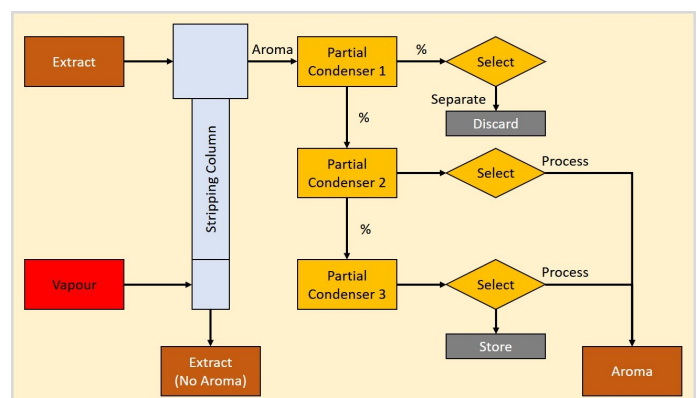 Extract
Aroma
Partial
Condenser 1
%
Select
Separate
Discard
%
Stripping Column
Partial
Condenser 2
Select
Process
%
Vapour
Partial
Condenser 3
Select
Process
Store
Extract
(No Aroma)
Aroma